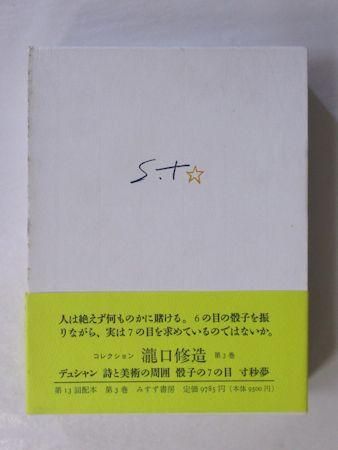 S.T☆
人は絶えず何ものかに賭ける。6の目の骰子を振
りながら、実は7の目を求めているのではないか。
コレクション 瀧口修造 第3巻
デュシャン 詩と美術の周囲 骰子の7の目 寸秒夢
第13回配本 第3巻 みすず書房 定価9785円(本体9500円)